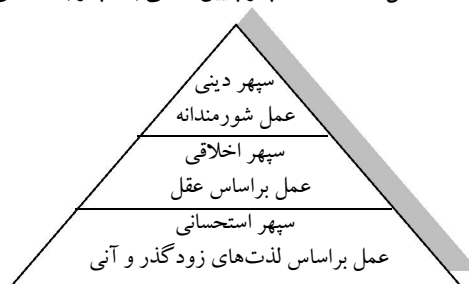 سپهر دینی
عمل شورمندانه
سپهر اخلاقی
عمل براساس عقل
سپهر استحسانی
عمل براساس لذت‌های زودگذر و آنی